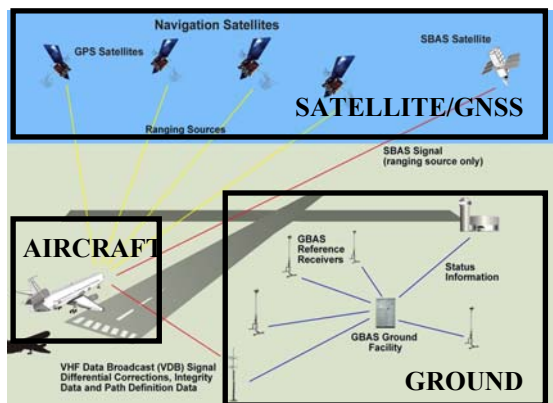 Navigation Satellites
GPS Satellites
SBAS Satellite
SATELLITE/GNSS
Ranging Sources
SBAS Signal
(ranging source only)
AIRCRAFT
GBAS
Reference
Receivers
Status
Information
GBAS Ground
Facility
VHF Data Broadcast (VDB) Signal
Differential Corrections, Integrity
Data and Path Definition Data
GROUND